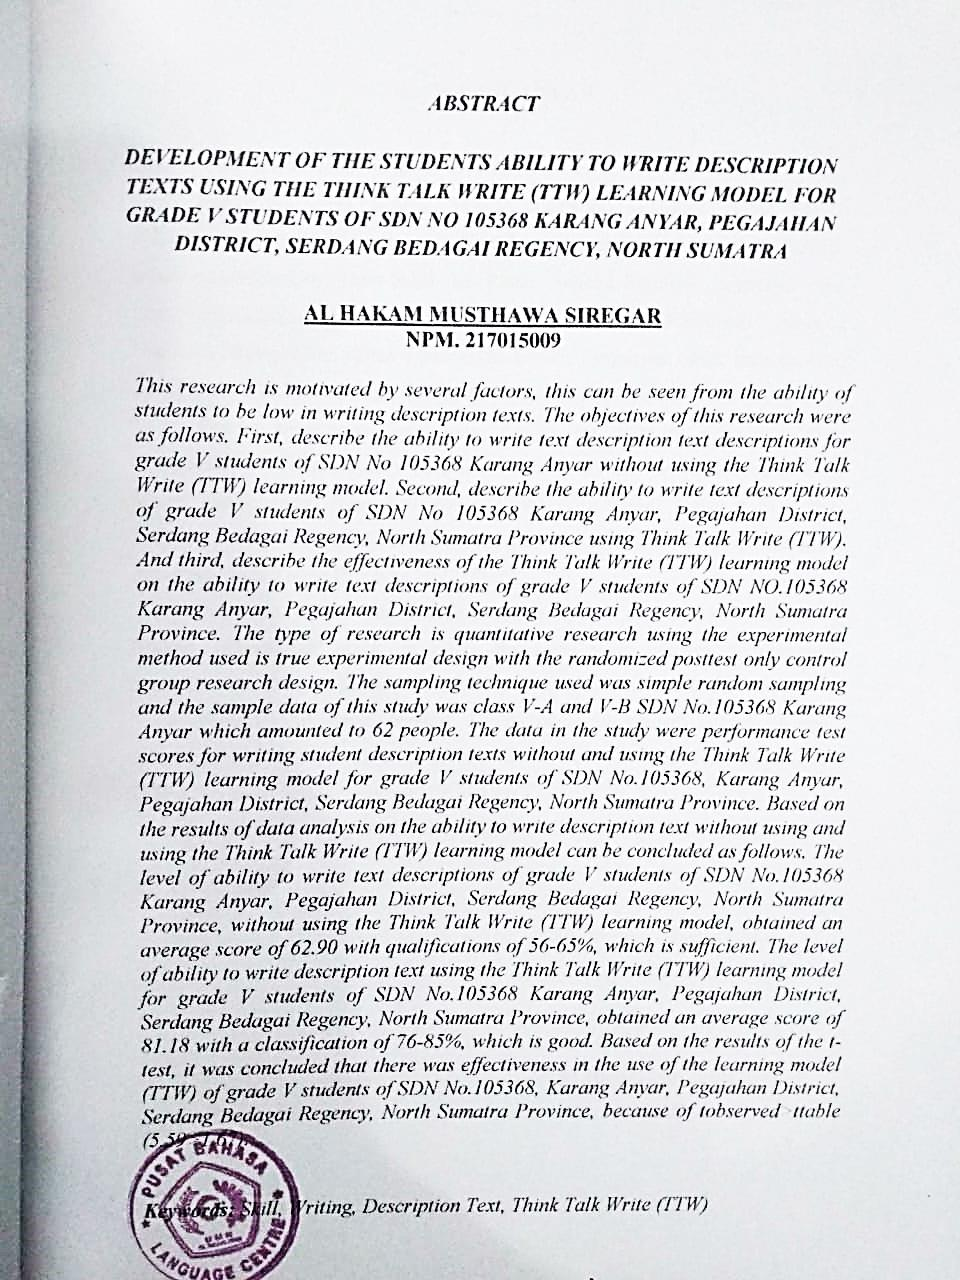 ABSTRACT
DEVELOPMENT OF THE STUDENTS ABILITY TO WRITE DESCRIPTION
TEXTS USING THE THINK TALK WRITE (TTW) LEARNING MODEL FOR
GRADE V STUDENTS OF SDN NO 105368 KARANG ANYAR, PEGAJAHAN
DISTRICT, SERDANG BEDAGAI REGENCY, NORTH SUMATRA
AL HAKAM MUSTHAWA SIREGAR
NPM. 217015009
This research is motivated by several factors, this can be seen from the ability of
students to be low in writing description texts. The objectives of this research were
as follows. First, describe the ability to write text description text descriptions for
grade V students of SDN No 105368 Karang Anyar without using the Think Talk
Write (TTW) learning model. Second, describe the ability to write text descriptions
of grade V students of SDN No 105368 Karang Anyar, Pegajahan District,
Serdang Bedagai Regency, North Sumatra Province using Think Talk Write (TTW).
And third, describe the effectiveness of the Think Talk Write (TTW) learning model
on the ability to write text descriptions of grade V students of SDN NO.105368
Karang Anyar, Pegajahan District, Serdang Bedagai Regency, North Sumatra
Province. The type of research is quantitative research using the experimental
method used is true experimental design with the randomized posttest only control
group research design. The sampling technique used was simple random sampling
and the sample data of this study was class V-A and V-B SDN No.105368 Karang
Anyar which amounted to 62 people. The data in the study were performance test
scores for writing student description texts without and using the Think Talk Write
(TTW) learning model for grade V students of SDN No.105368, Karang Anyar,
Pegajahan District, Serdang Bedagai Regency, North Sumatra Province. Based on
the results of data analysis on the ability to write description text without using and
using the Think Talk Write (TTW) learning model can be concluded as follows. The
level of ability to write text descriptions of grade V students of SDN No.105368
Karang Anyar, Pegajahan District, Serdang Bedagai Regency, North Sumatra
Province, without using the Think Talk Write (TTW) learning model, obtained an
average score of 62.90 with qualifications of 56-65%, which is sufficient. The level
of ability to write description text using the Think Talk Write (TTW) learning model
for grade V students of SDN No.105368 Karang Anyar, Pegajahan District,
Serdang Bedagai Regency, North Sumatra Province, obtained an average score of
81.18 with a classification of 76-85%, which is good. Based on the results of the t-
test, it was concluded that there was effectiveness in the use of the learning model
(TTW) of grade V students of SDN No.105368, Karang Anyar, Pegajahan District,
Serdang Bedagai Regency, North Sumatra Province, because of tobserved ttable
PUSAT BAHASA
Keywords: Skill, Writing, Description Text, Think Talk Write (TTW)
LANGUAGE CENTRE